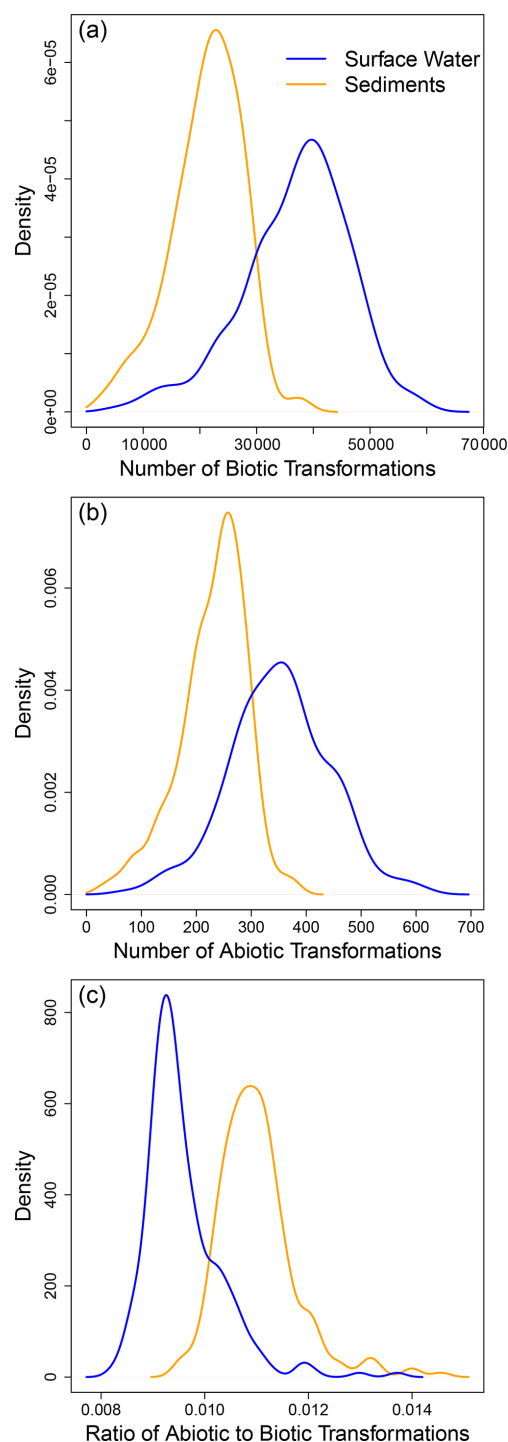 (a)
Surface Water
Sediments
Density
0e+00 2e-05 4e-05 6e-05
0 10000 30000 50000 70000
Number of Biotic Transformations
(b)
Density
0.000 0.002 0.004 0.006
0 100 200 300 400 500 600 700
Number of Abiotic Transformations
(c)
Density
0 200 400 600 800
0.008 0.010 0.012 0.014
Ratio of Abiotic to Biotic Transformations